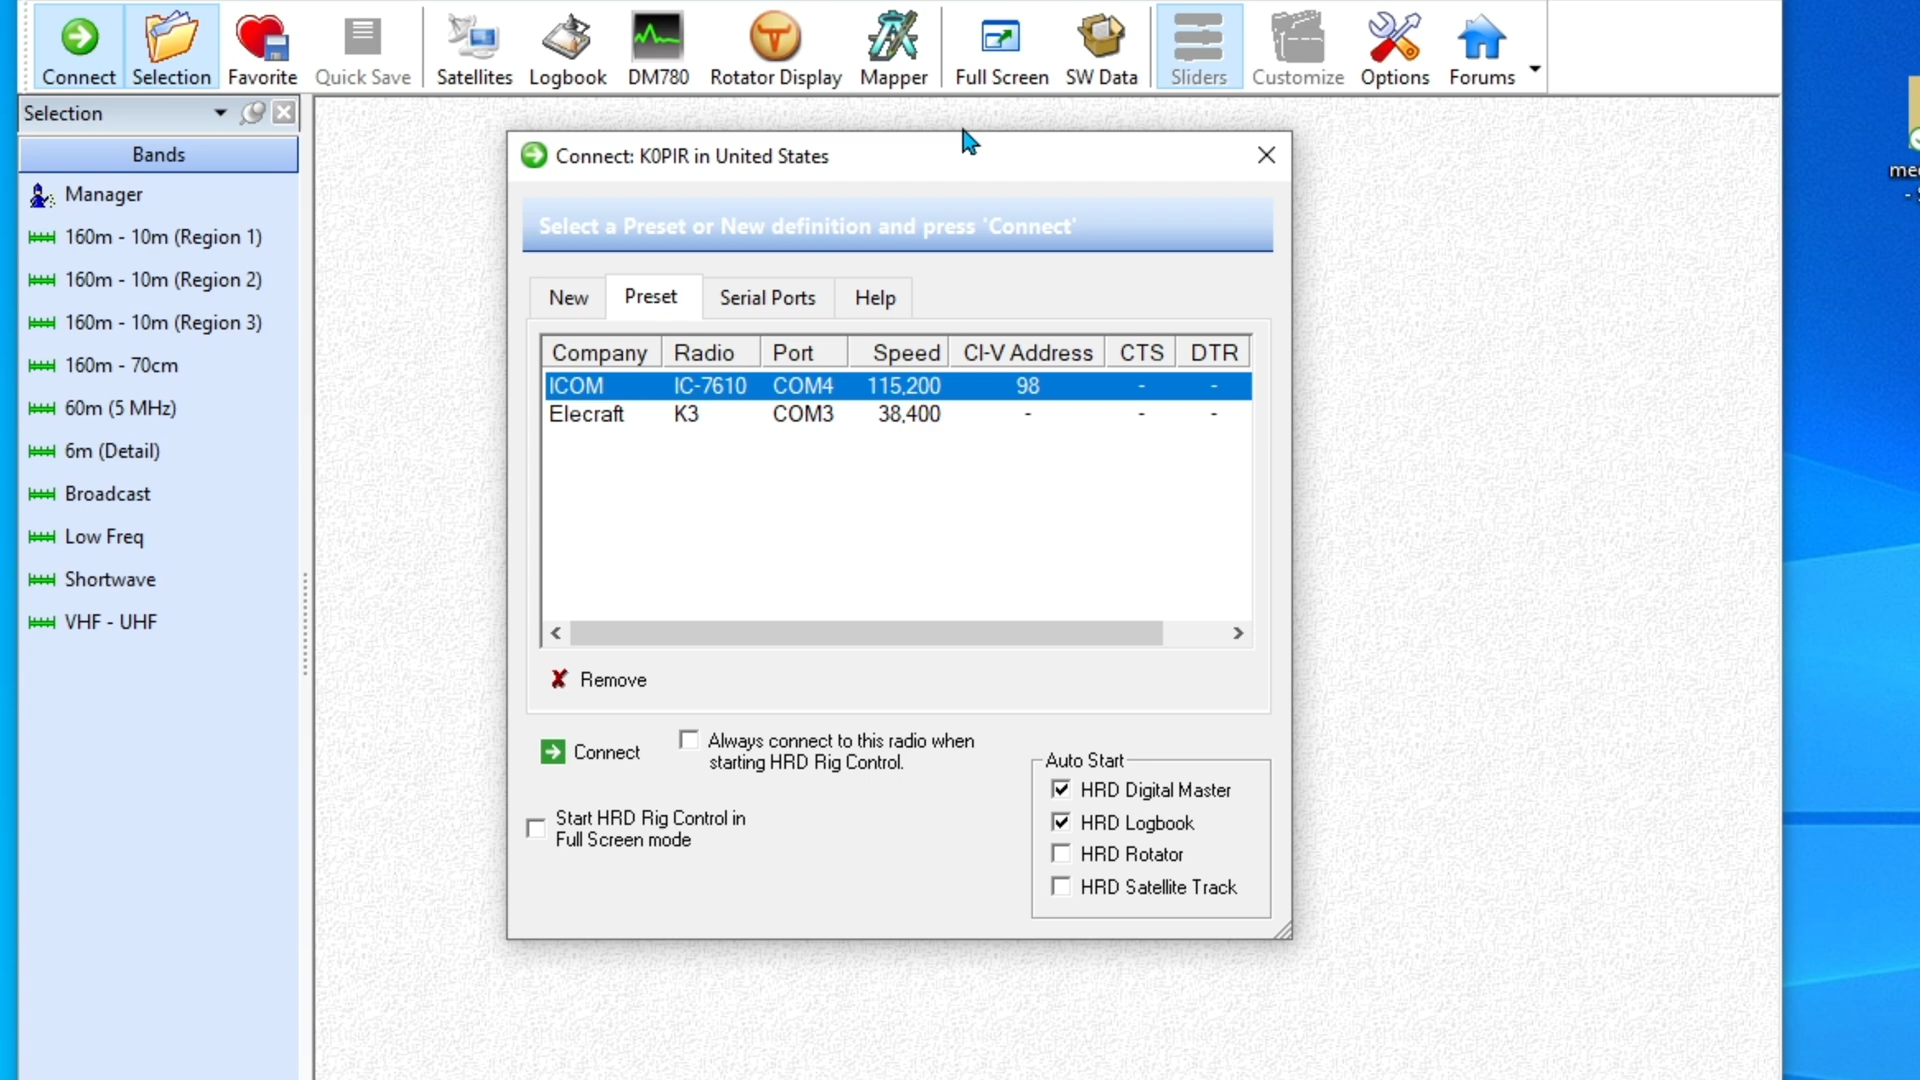 Connect Selection Favorite Quick Save Satellites Logbook DM780 Rotator Display Mapper Full Screen SW Data Sliders Customize Options Forums
Selection
Bands
Manager
160m - 10m (Region 1)
160m - 10m (Region 2)
160m - 10m (Region 3)
160m - 70cm
60m (5 MHz)
6m (Detail)
Broadcast
Low Freq
Shortwave
VHF - UHF
Connect: K0PIR in United States
Select a Preset or New definition and press 'Connect'
New Preset Serial Ports Help
Company Radio Port Speed CI-V Address CTS DTR
ICOM IC-7610 COM4 115,200 98 - -
Elecraft K3 COM3 38,400 - - -
Remove
Connect
Always connect to this radio when
starting HRD Rig Control.
Start HRD Rig Control in
Full Screen mode
Auto Start
HRD Digital Master
HRD Logbook
HRD Rotator
HRD Satellite Track